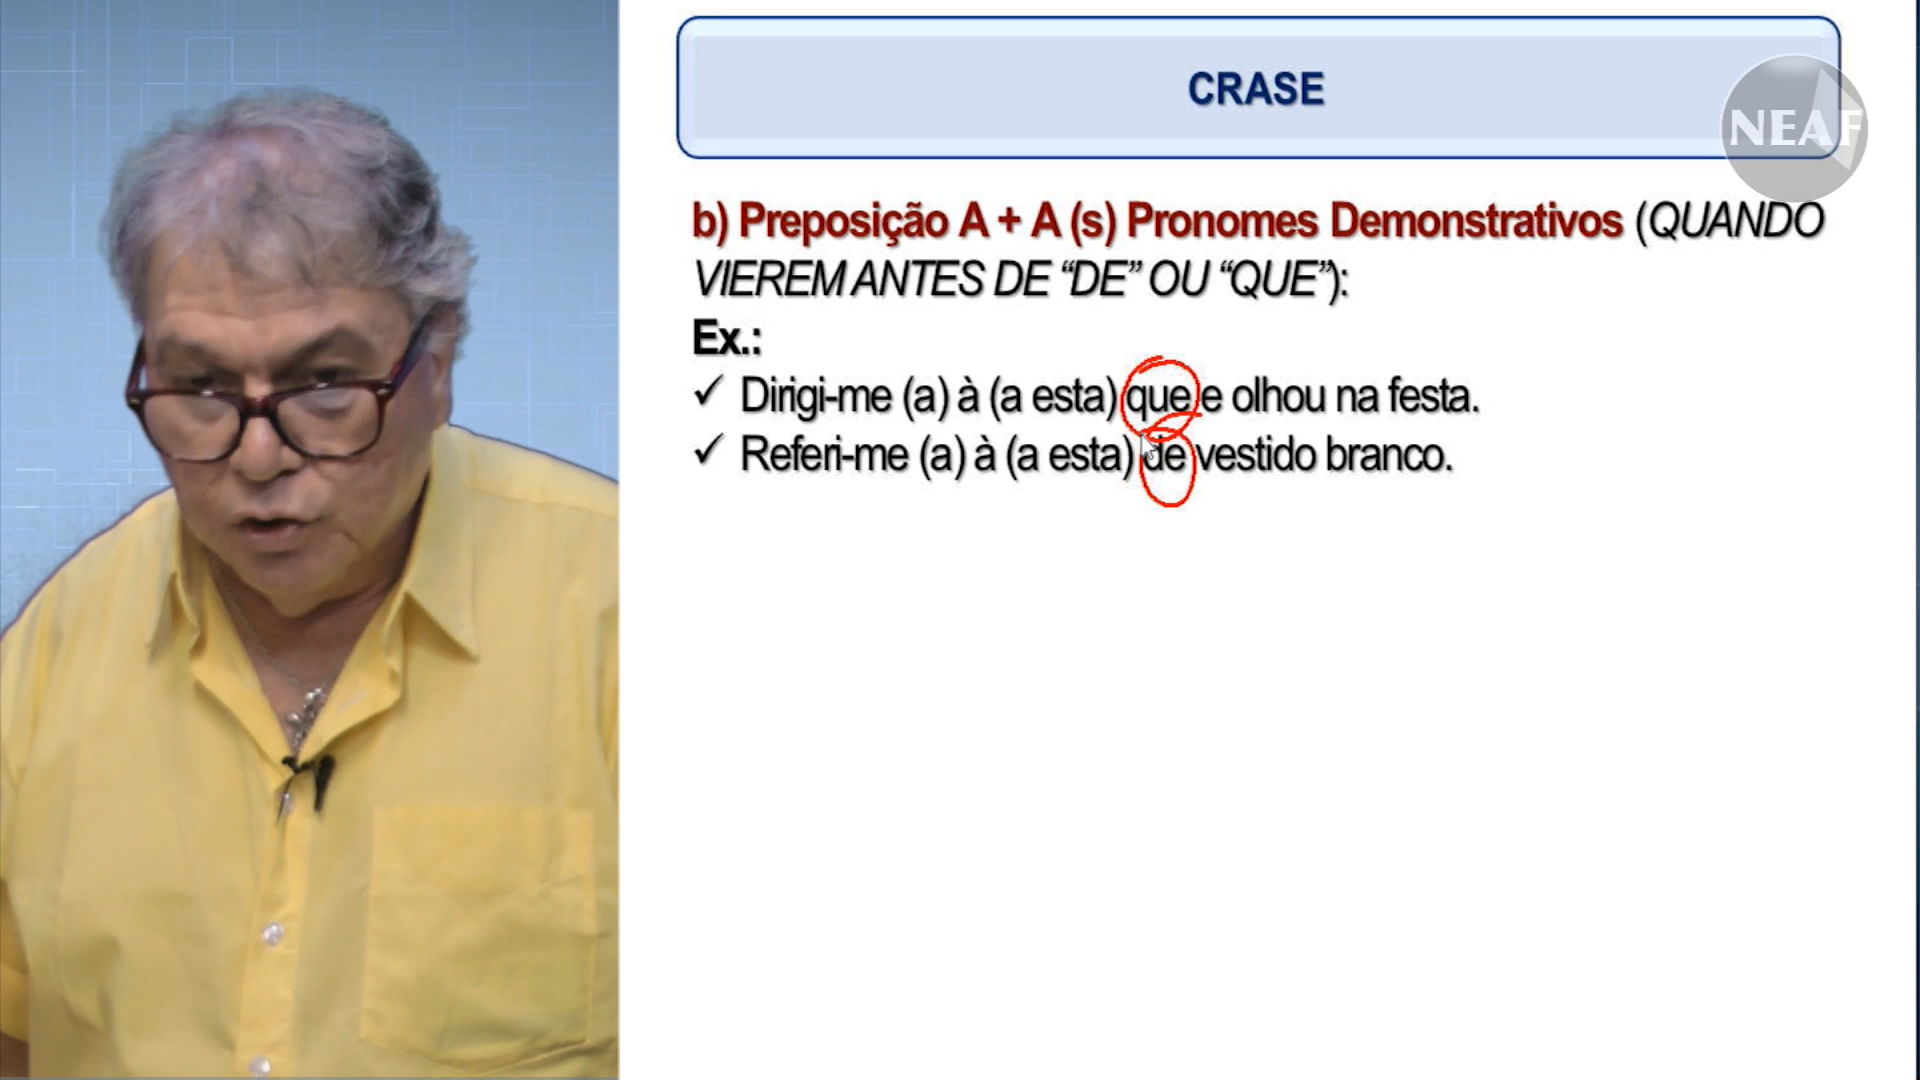 CRASE
NEAF
b) Preposição A + A (s) Pronomes Demonstrativos (QUANDO
VIEREM ANTES DE “DE” OU “QUE”):
Ex.:
✓ Dirigi-me (a) à (a esta) que e olhou na festa.
✓ Referi-me (a) à (a esta) de vestido branco.